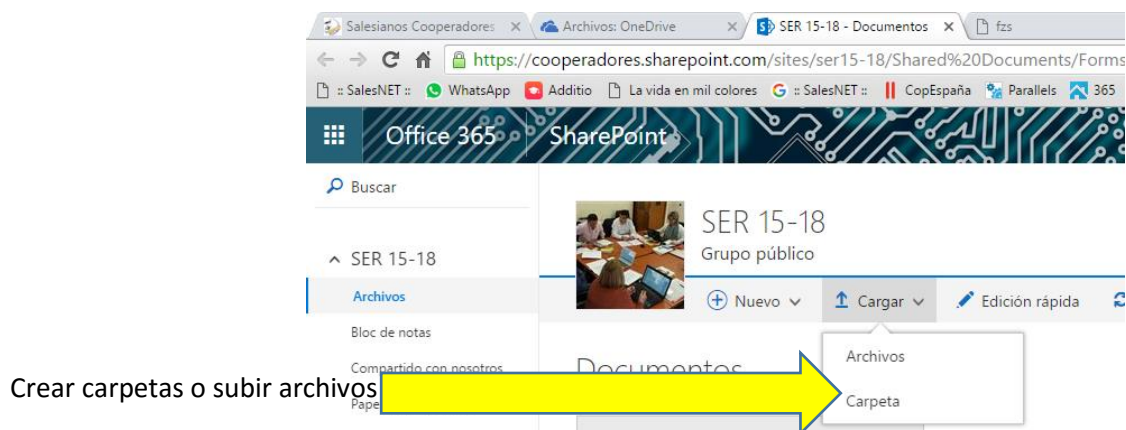 Salesianos Cooperadores
Archivos: OneDrive
SER 15-18 - Documentos
fzs
https://cooperadores.sharepoint.com/sites/ser15-18/Shared%20Documents/Forms
:: SalesNET :: WhatsApp Additio La vida en mil colores :: SalesNET :: CopEspaña Parallels 365
Office 365 SharePoint
Buscar
SER 15-18
Grupo público
SER 15-18
Archivos
Nuevo Cargar Edición rápida
Bloc de notas
Archivos
Compartido con nosotros
Documentos
Crear carpetas o subir archivos
Carpeta